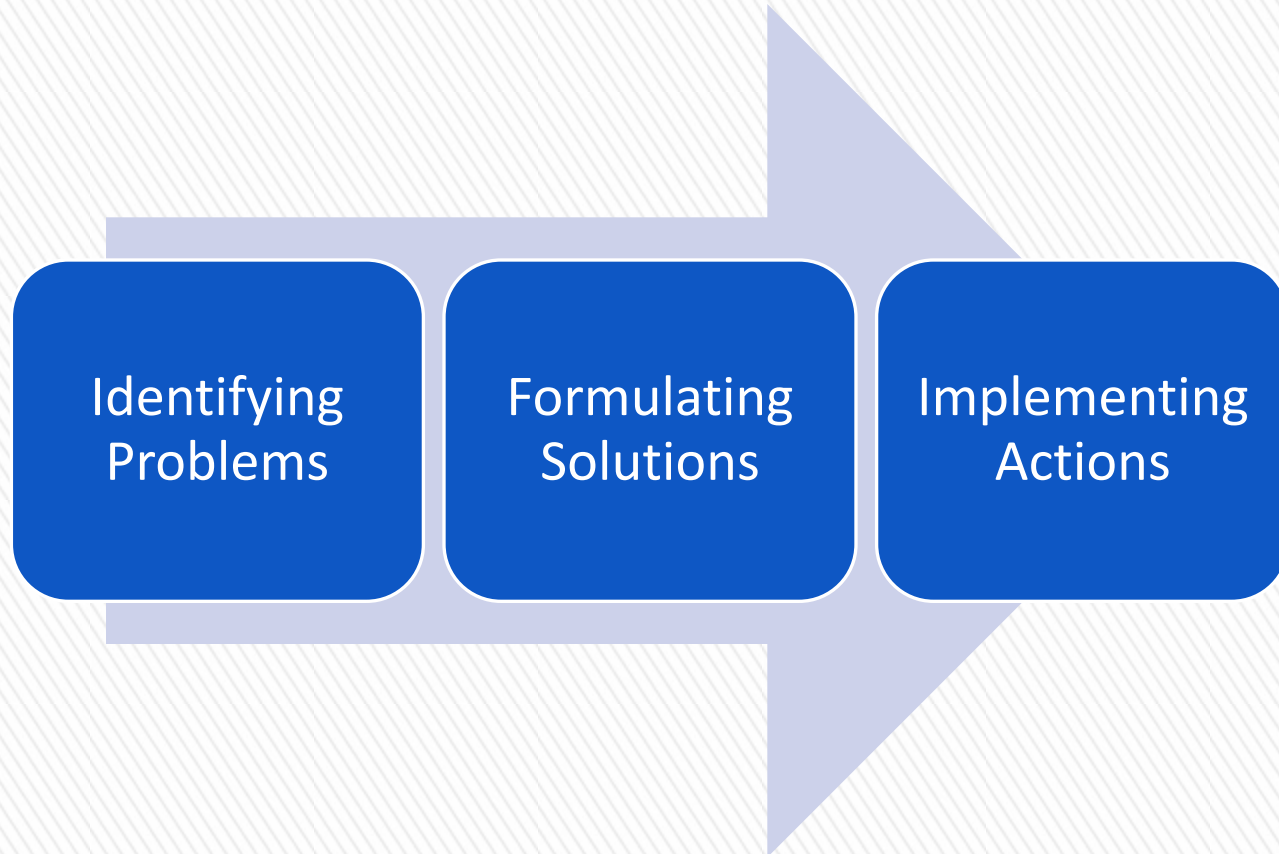 Identifying
Problems
Formulating
Solutions
Implementing
Actions